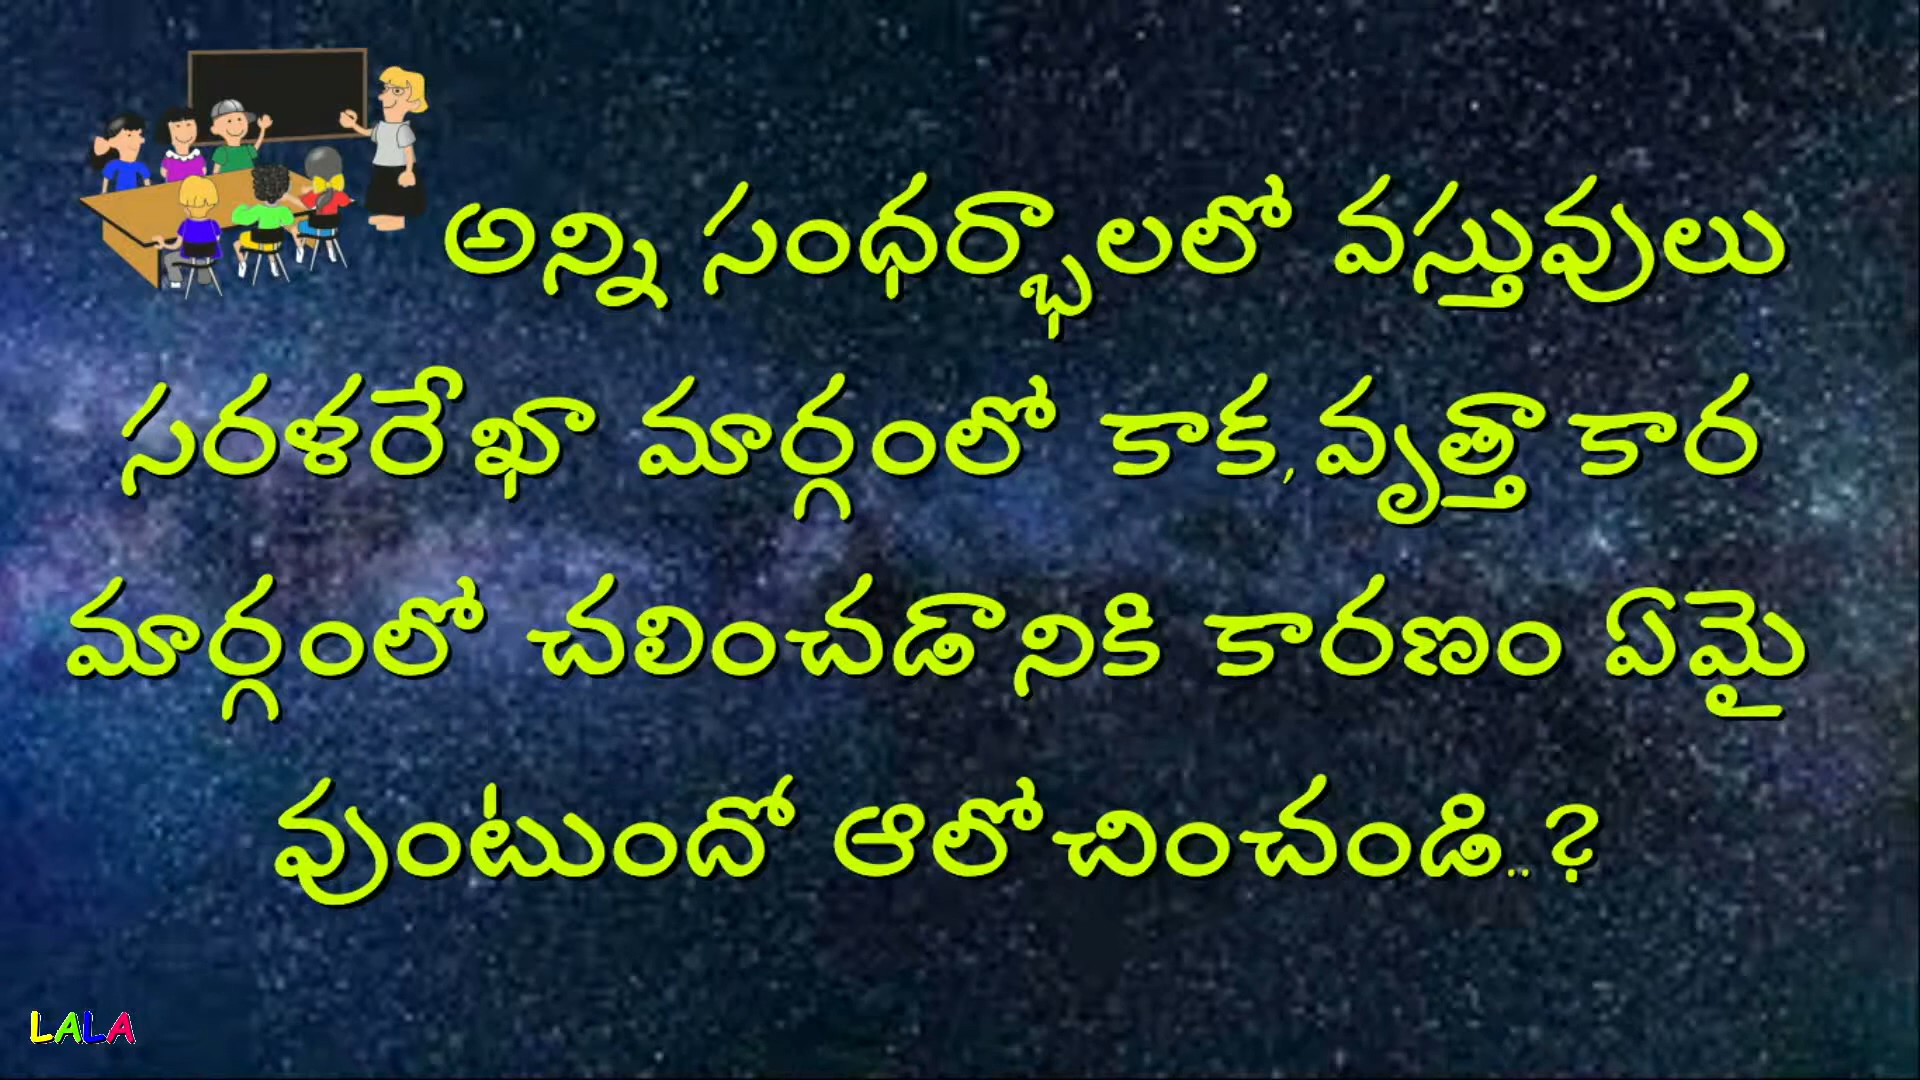 అన్ని సంధర్భాలలో వస్తువులు
సరళరేఖా మార్గంలో కాక,వృత్తాకార
మార్గంలో చలించడానికి కారణం ఏమై
వుంటుందో ఆలోచించండి..?
LALA